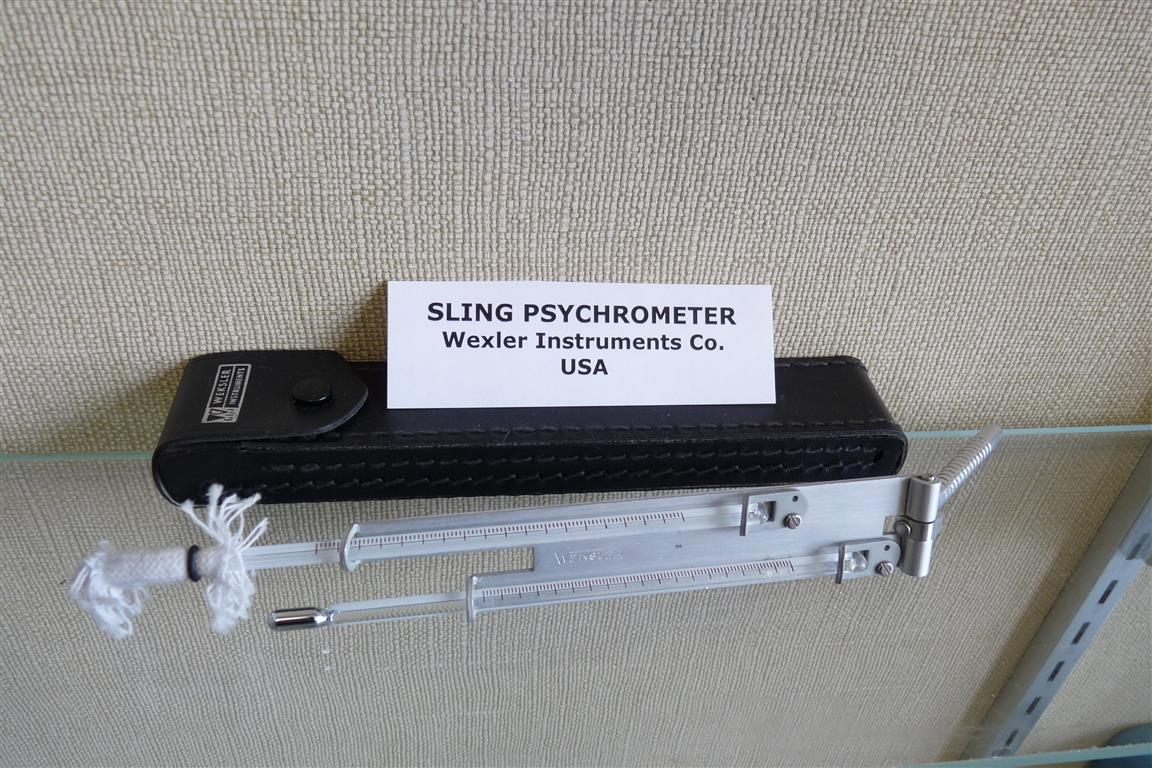 SLING PSYCHROMETER
Wexler Instruments Co.
USA
WEKSLER
INSTRUMENTS
WEKSLER